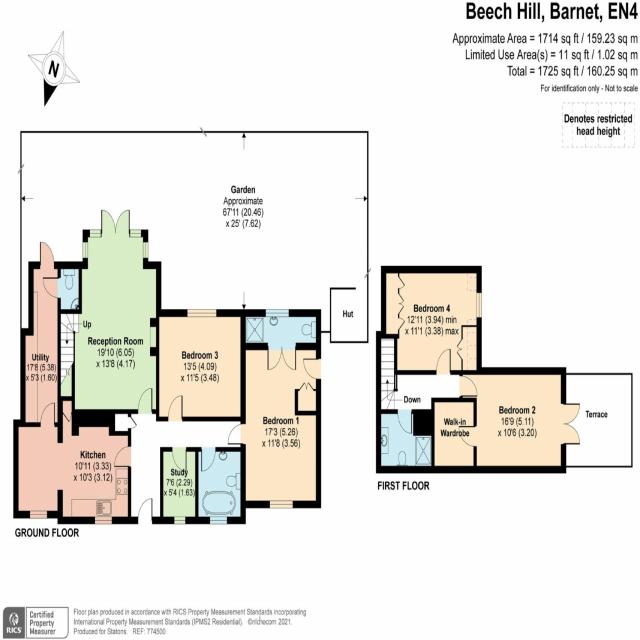 Beech Hill, Barnet, EN4
Approximate Area = 1714 sq ft / 159.23 sq m
Limited Use Area(s) = 11 sq ft / 1.02 sq m
Total = 1725 sq ft / 160.25 sq m
For identification only - Not to scale
Denotes restricted
head height
N
Garden
Approximate
67'11 (20.46)
x 25' (7.62)
Hut
Up
Reception Room
19'10 (6.05)
x 13'8 (4.17)
Utility
17'8 (5.38)
x 5'3 (1.60)
Bedroom 3
13'5 (4.09)
x 11'5 (3.48)
Bedroom 1
17'3 (5.26)
x 11'8 (3.56)
Kitchen
10'11 (3.33)
x 10'3 (3.12)
Study
7'6 (2.29)
x 5'4 (1.63)
GROUND FLOOR
Bedroom 4
12'11 (3.94) min
x 11'1 (3.38) max
Down
Bedroom 2
16'9 (5.11)
x 10'6 (3.20)
Walk-in
Wardrobe
Terrace
FIRST FLOOR
RICS
Certified
Property
Measurer
Floor plan produced in accordance with RICS Property Measurement Standards incorporating
International Property Measurement Standards (IPMS2 Residential). ©nichecom 2021.
Produced for Statons. REF: 774500